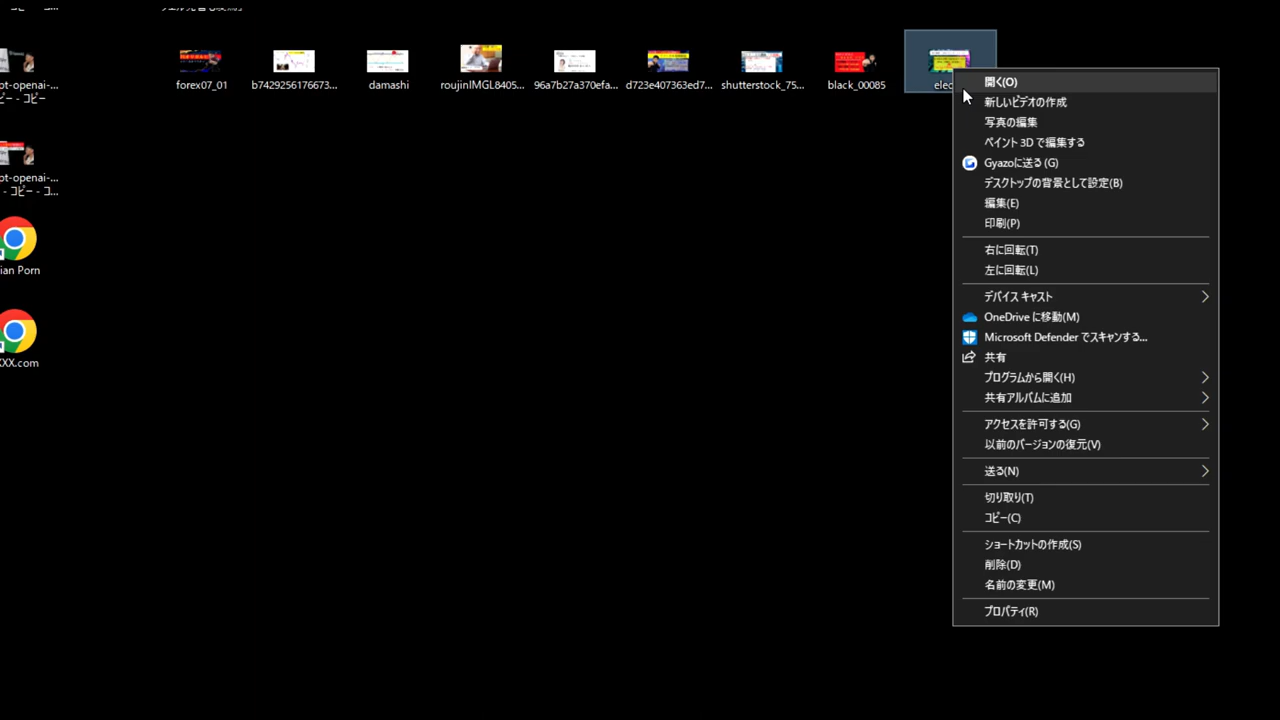 forex07_01
b7429256176673...
damashi
roujinIMGL8405...
96a7b27a370efa...
d723e407363ed7...
shutterstock_75...
black_00085
elec
pt-openai-...
ピー - コピー
pt-openai-...
- コピー - コ...
ian Porn
XX.com
開く(O)
新しいビデオの作成
写真の編集
ペイント 3D で編集する
Gyazoに送る (G)
デスクトップの背景として設定(B)
編集(E)
印刷(P)
右に回転(T)
左に回転(L)
デバイス キャスト
OneDrive に移動(M)
Microsoft Defender でスキャンする...
共有
プログラムから開く(H)
共有アルバムに追加
アクセスを許可する(G)
以前のバージョンの復元(V)
送る(N)
切り取り(T)
コピー(C)
ショートカットの作成(S)
削除(D)
名前の変更(M)
プロパティ(R)